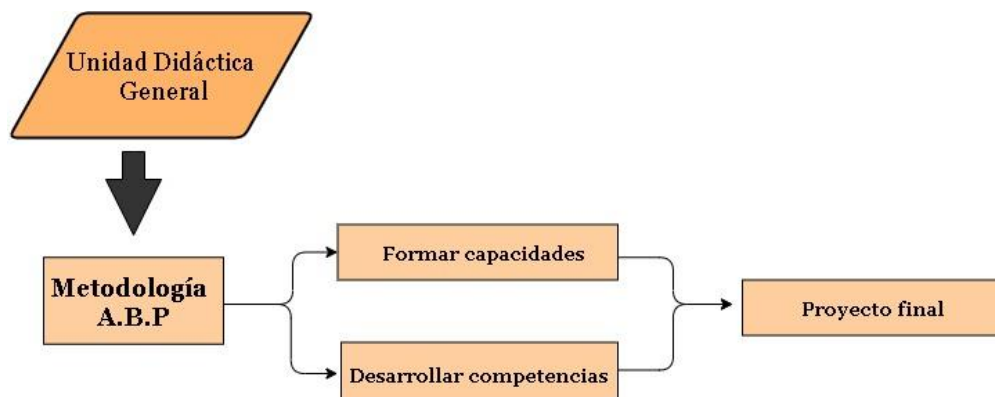 Unidad Didáctica
General
Metodología
A.B.P
Formar capacidades
Desarrollar competencias
Proyecto final